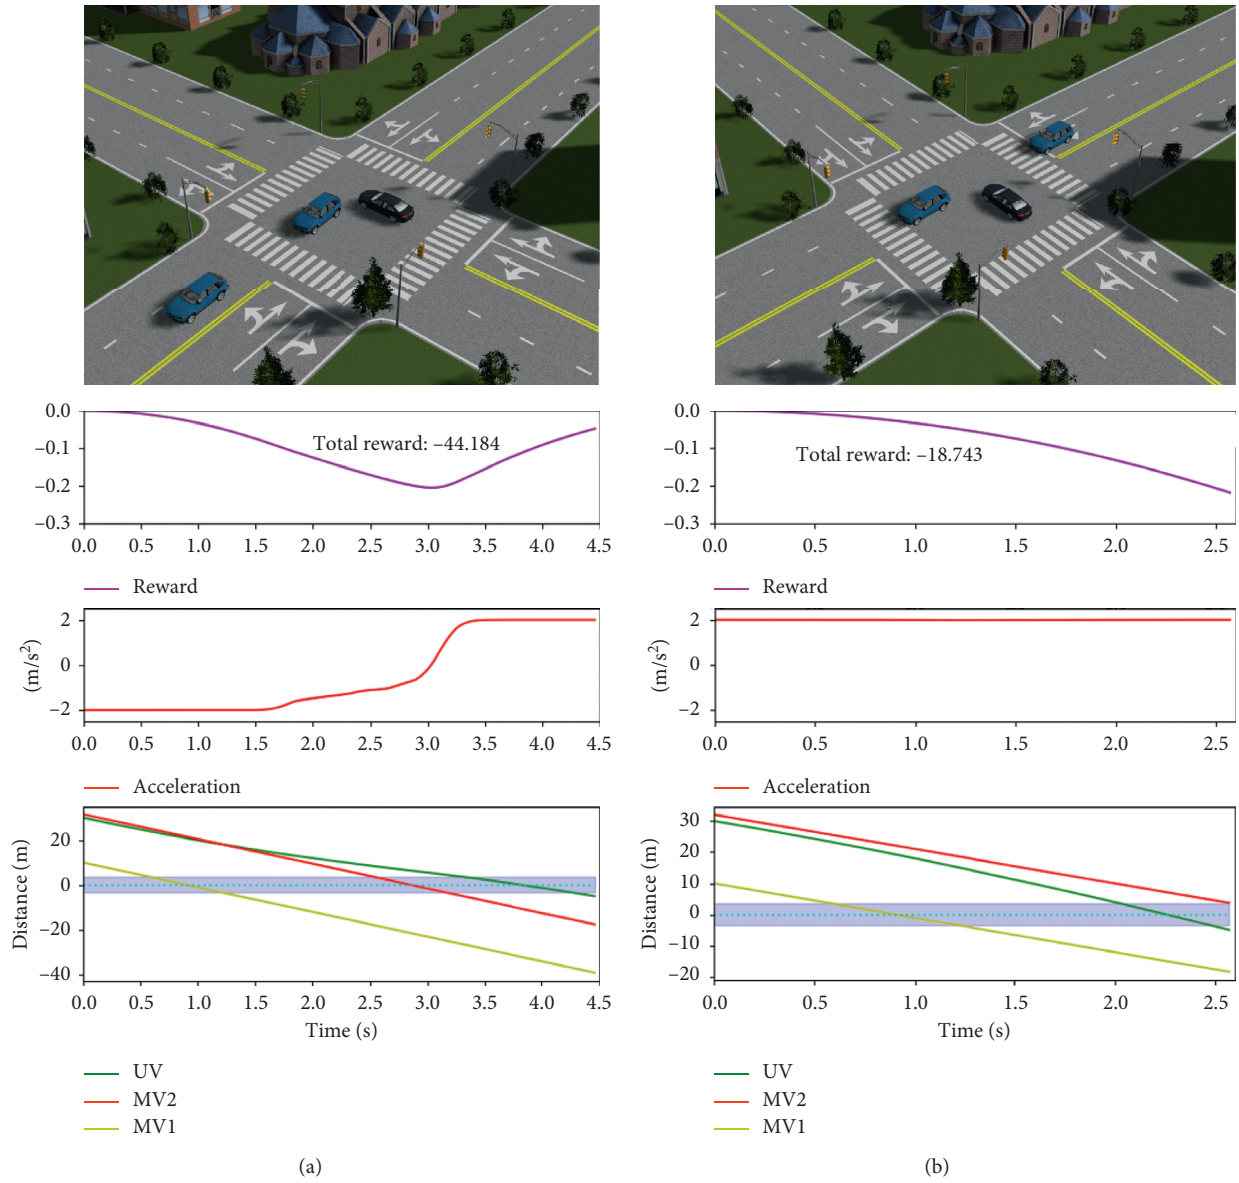 0.0
−0.1
−0.2
−0.3
Total reward: −44.184
0.0 0.5 1.0 1.5 2.0 2.5 3.0 3.5 4.0 4.5
Reward
(m/s²)
2
0
−2
0.0 0.5 1.0 1.5 2.0 2.5 3.0 3.5 4.0 4.5
Acceleration
Distance (m)
20
0
−20
−40
0.0 0.5 1.0 1.5 2.0 2.5 3.0 3.5 4.0 4.5
Time (s)
UV
MV2
MV1
(a)
0.0
−0.1
−0.2
−0.3
Total reward: −18.743
0.0 0.5 1.0 1.5 2.0 2.5
Reward
(m/s²)
2
0
−2
0.0 0.5 1.0 1.5 2.0 2.5
Acceleration
Distance (m)
30
20
10
0
−10
−20
0.0 0.5 1.0 1.5 2.0 2.5
Time (s)
UV
MV2
MV1
(b)